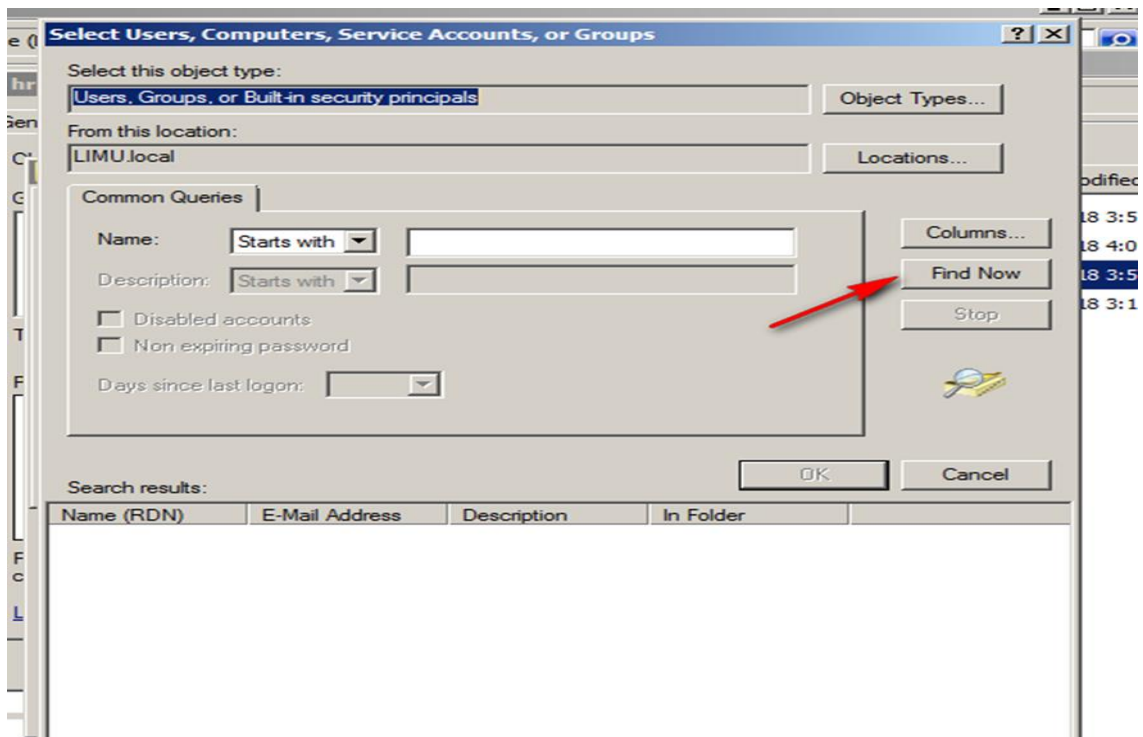 Select Users, Computers, Service Accounts, or Groups
Select this object type:
Users, Groups, or Built-in security principals
Object Types...
From this location:
LIMU.local
Locations...
Common Queries
Name:
Starts with
Columns...
Description:
Starts with
Find Now
Disabled accounts
Stop
Non expiring password
Days since last logon:
OK
Cancel
Search results:
Name (RDN)
E-Mail Address
Description
In Folder
18 3:5
18 4:0
18 3:5
18 3:1